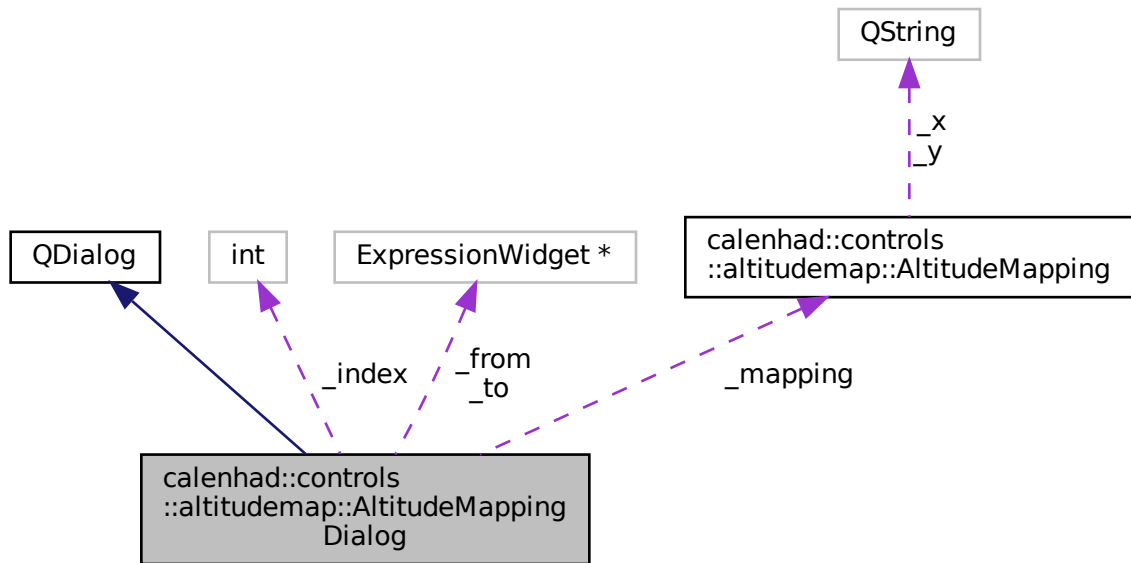 QString
_x
_y
QDialog
int
ExpressionWidget *
calenhad::controls
::altitudemap::AltitudeMapping
_index
_from
_to
_mapping
calenhad::controls
::altitudemap::AltitudeMapping
Dialog